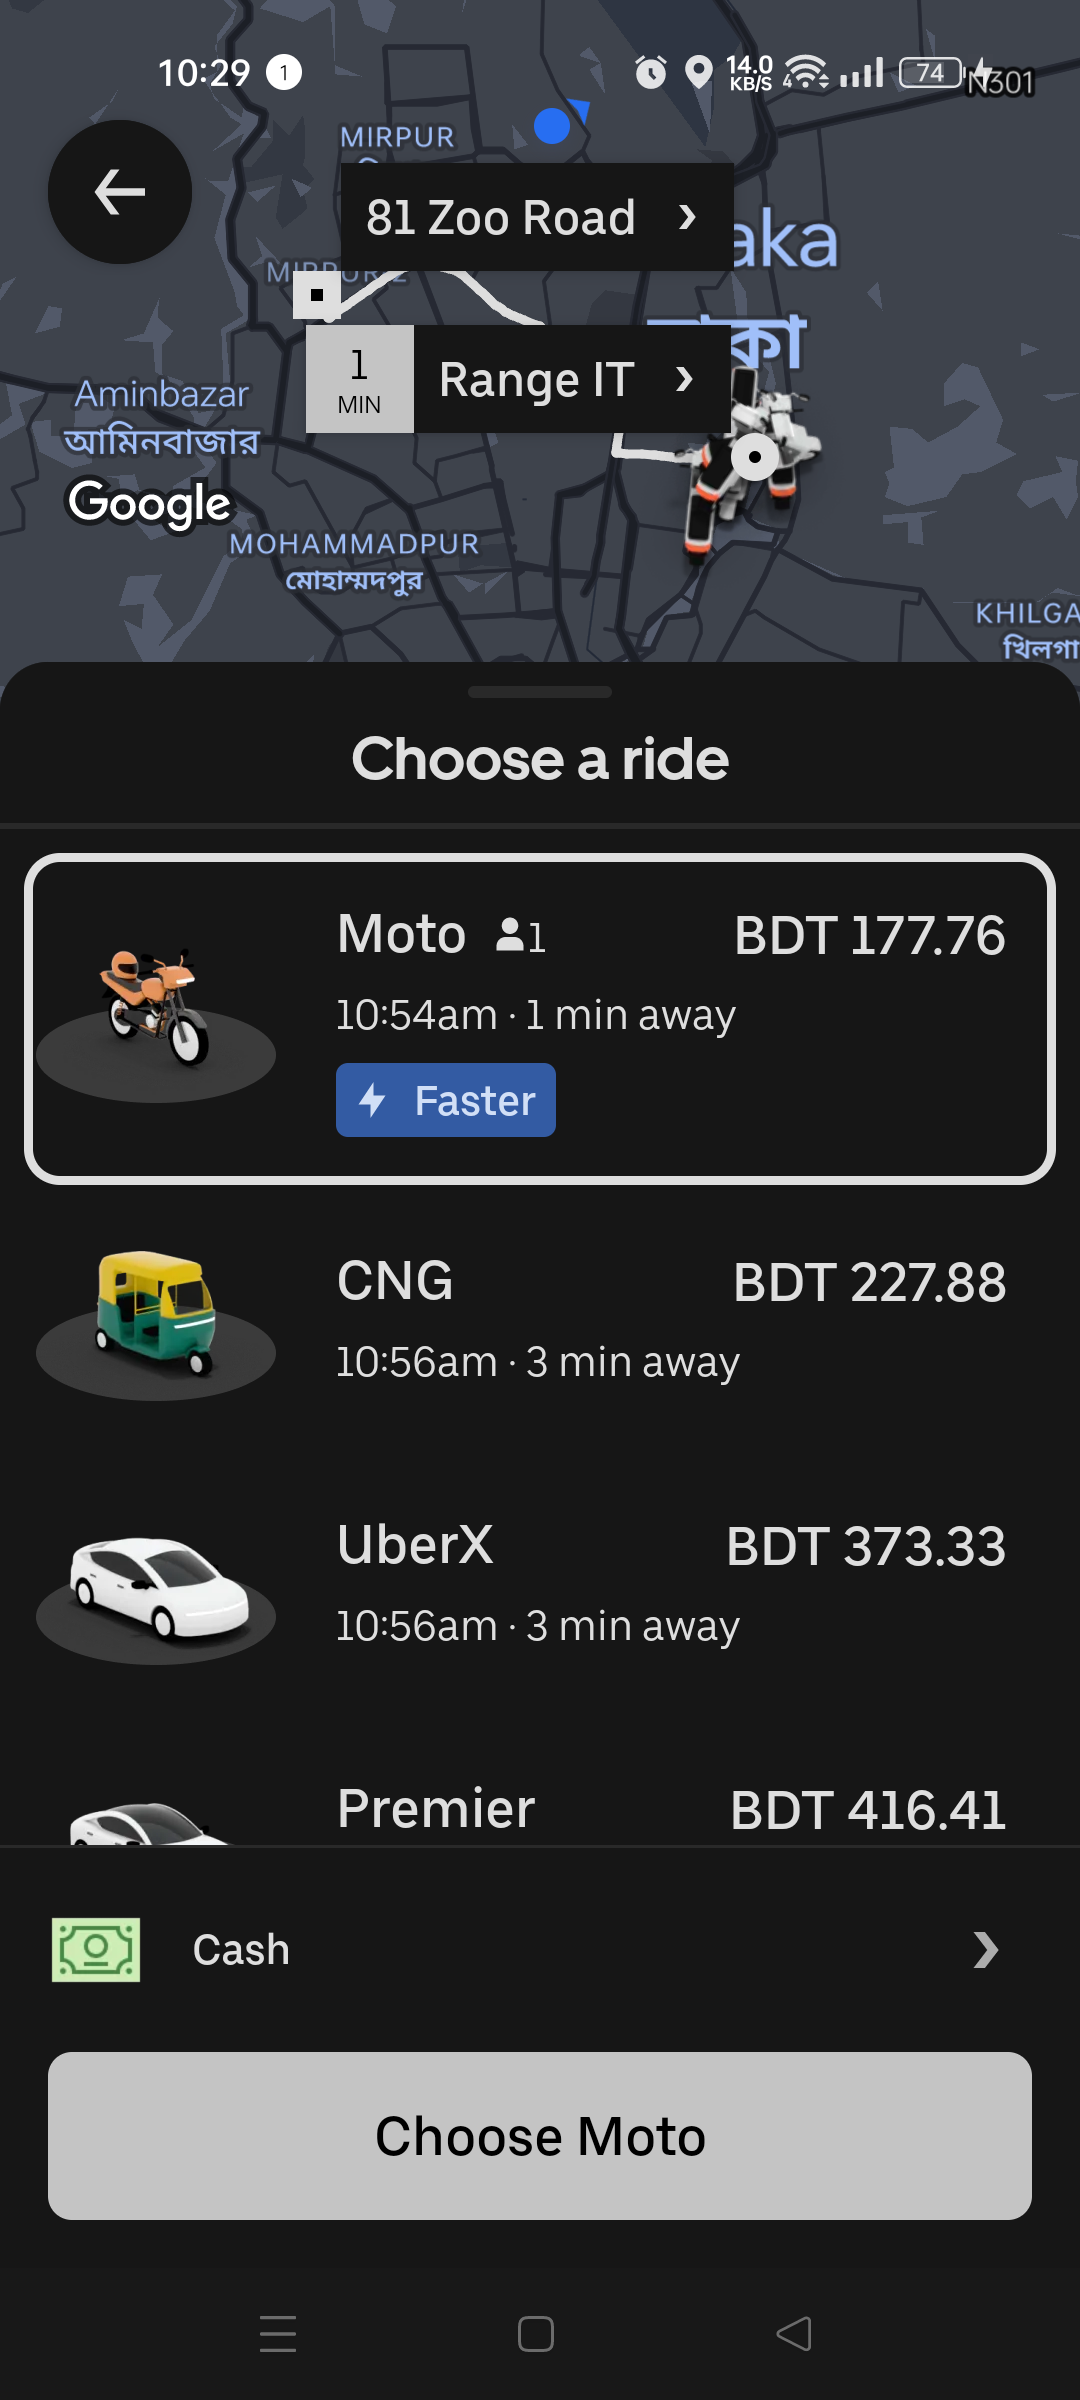 10:29 1 14.0 KB/S 4 74 N301
MIRPUR
81 Zoo Road
aka
MIRPUR 2
1 MIN Range IT
Aminbazar
আমিনবাজার
Google
MOHAMMADPUR
মোহাম্মদপুর
KHILGA
খিলগা
Choose a ride
Moto 1 BDT 177.76
10:54am · 1 min away
Faster
CNG BDT 227.88
10:56am · 3 min away
UberX BDT 373.33
10:56am · 3 min away
Premier BDT 416.41
Cash
Choose Moto